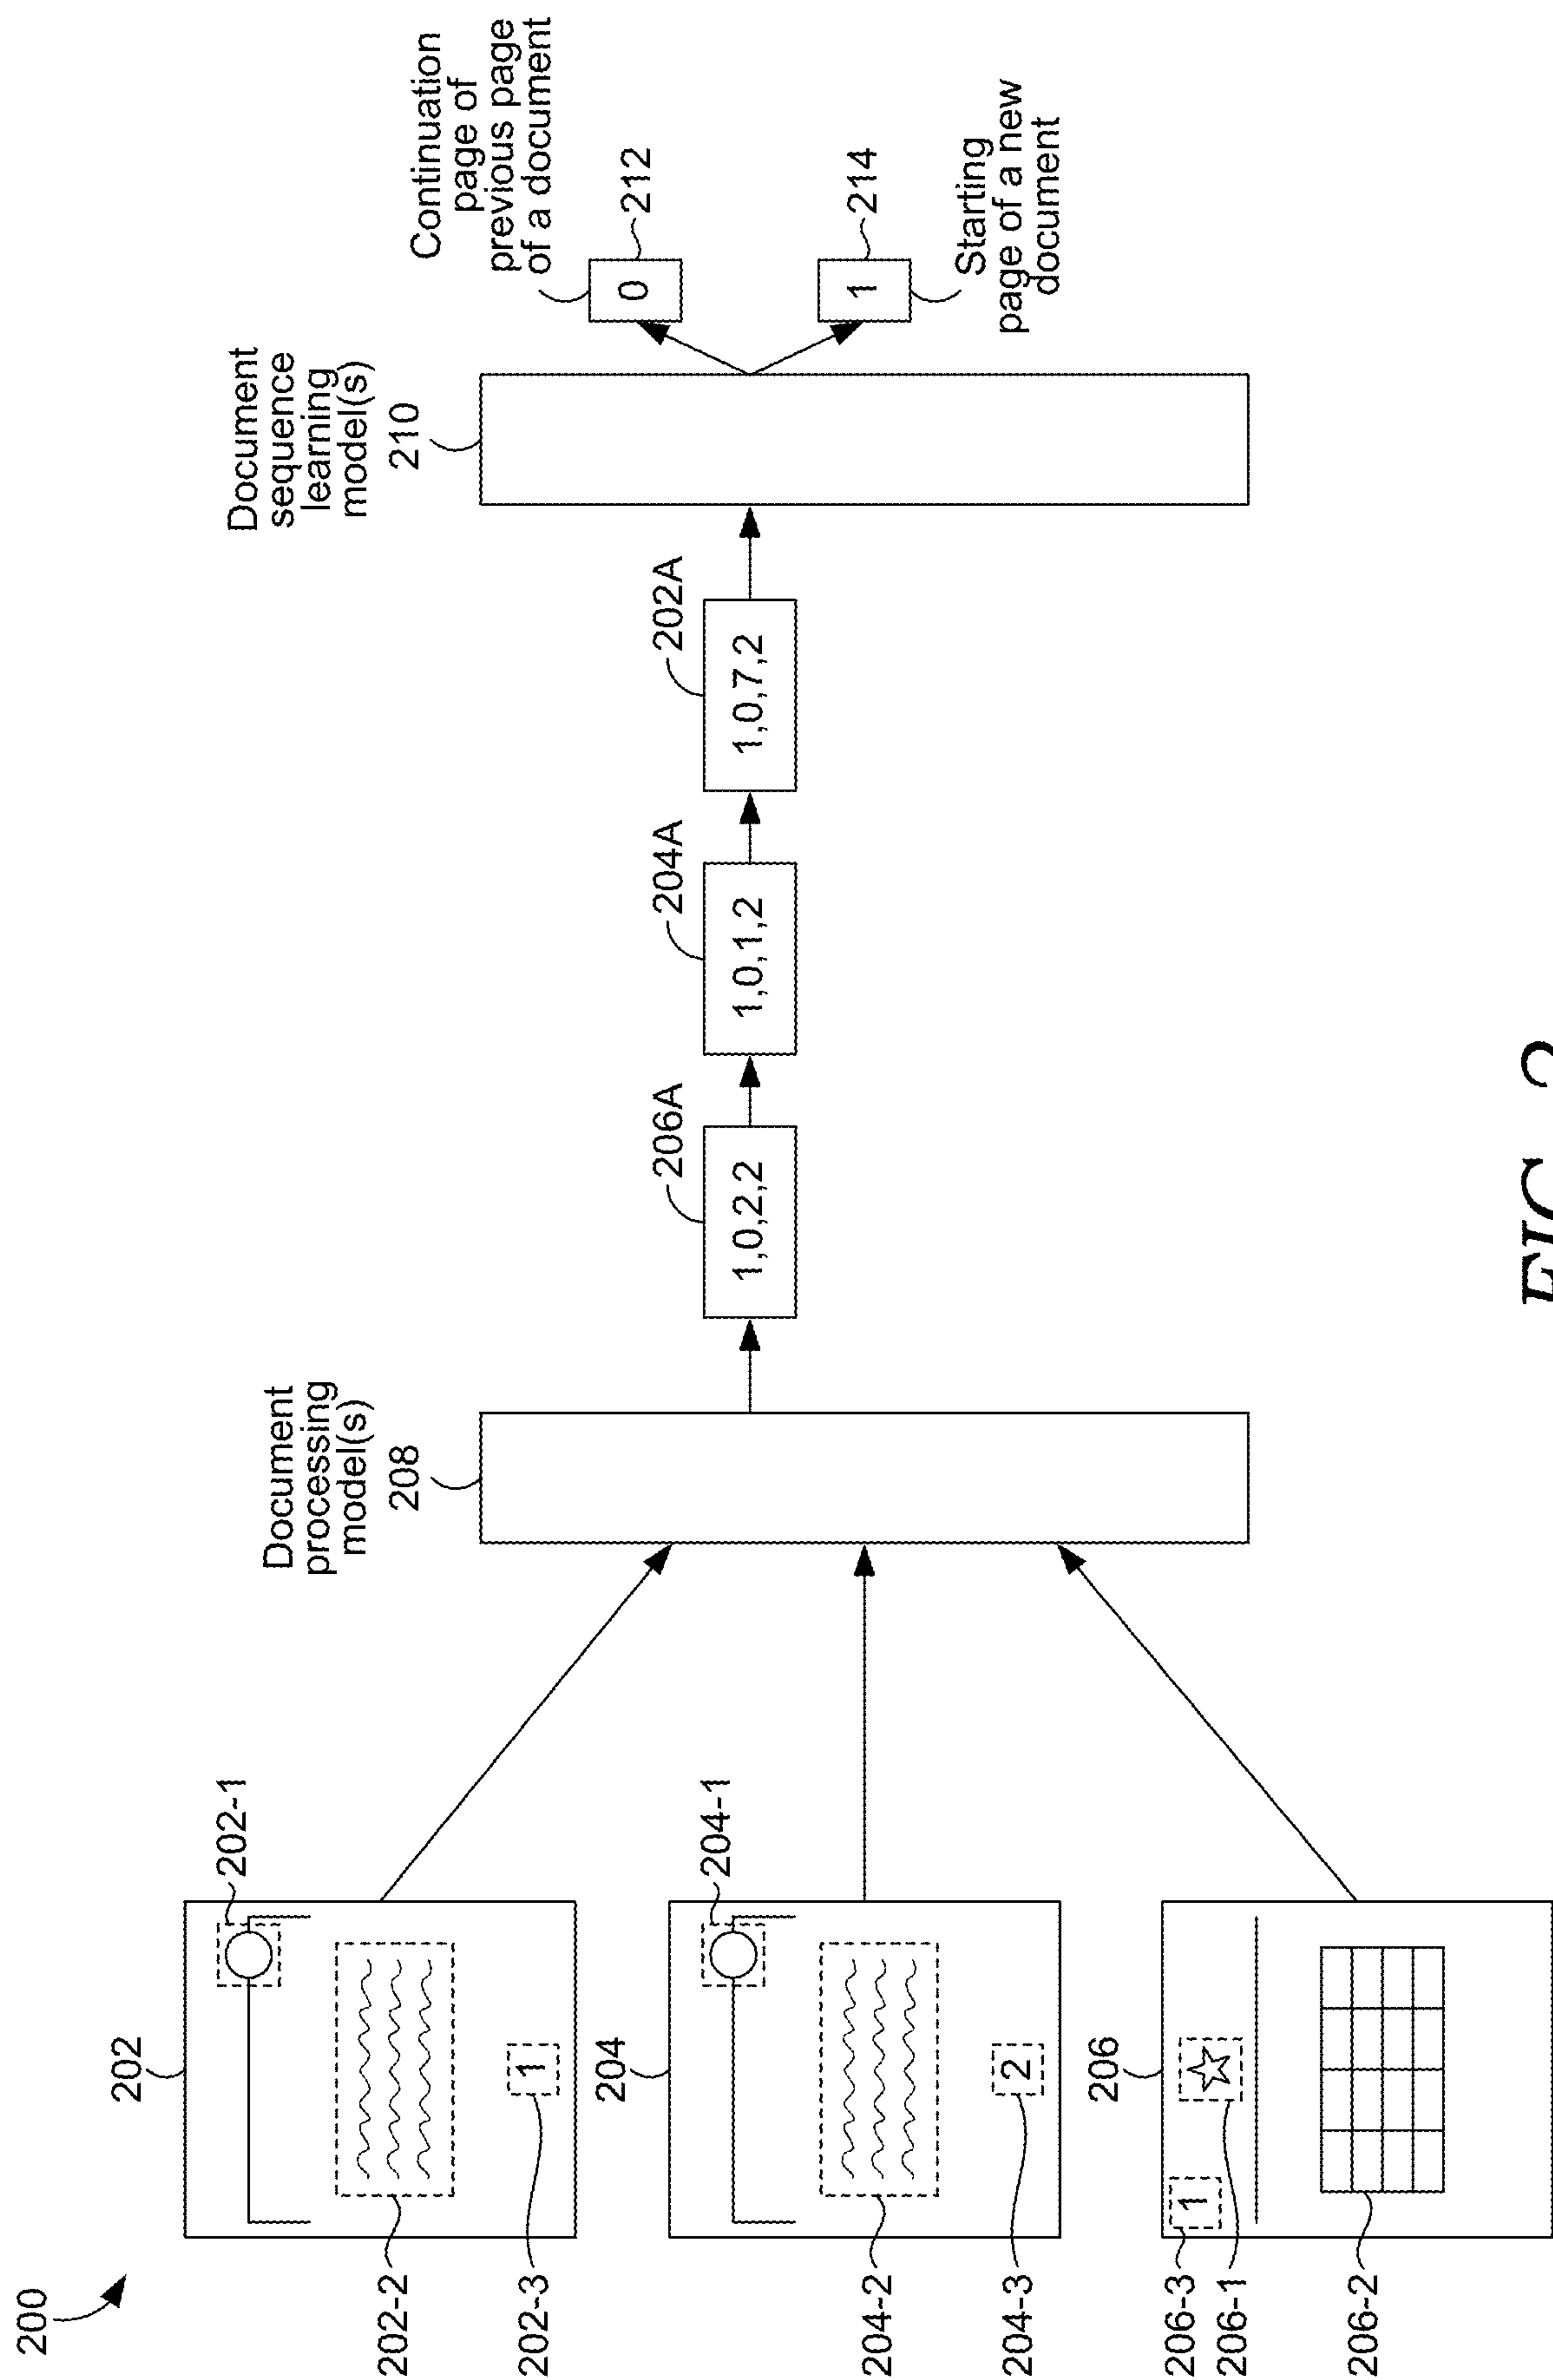 200
202
202-1
202-2
1
202-3
204
204-1
204-2
2
204-3
206
1
206-3
206-1
206-2
Document
processing
model(s)
208
206A
1,0,2,2
204A
1,0,1,2
202A
1,0,7,2
Document
sequence
learning
model(s)
210
Continuation
page of
previous page
of a document
0
212
1
214
Starting
page of a new
document
FIG. 2